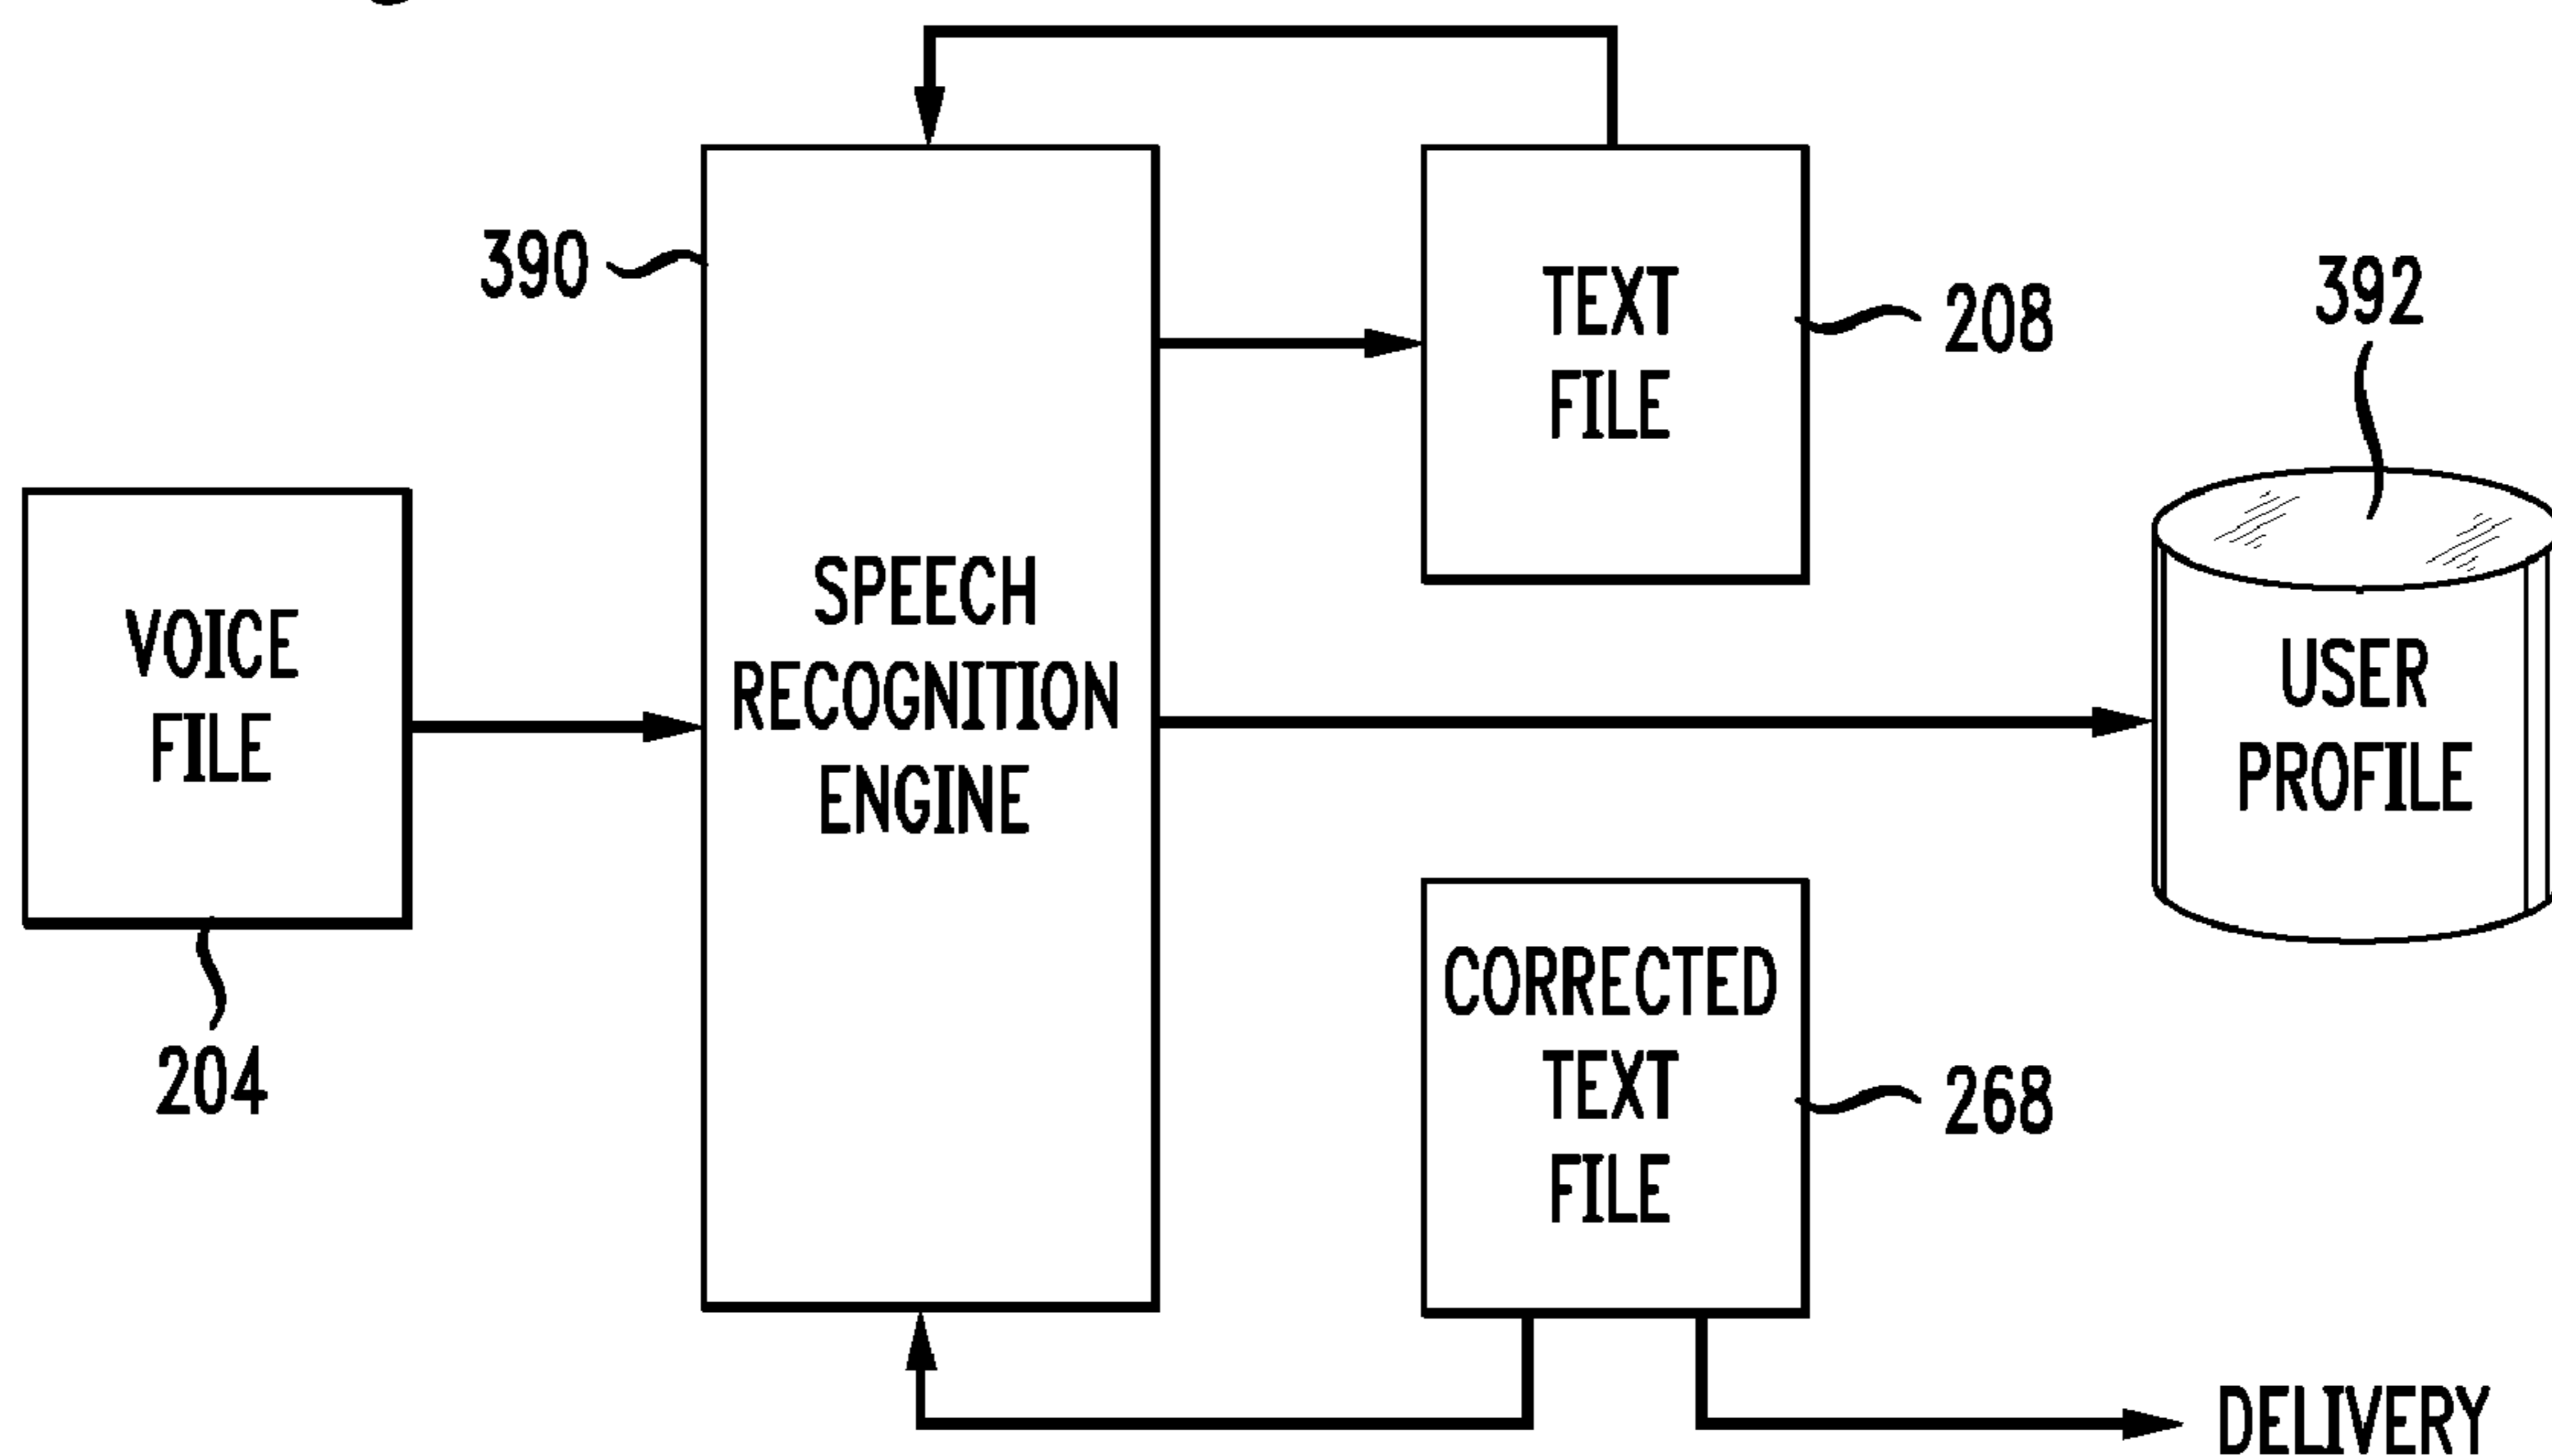 390
TEXT
FILE
208
392
VOICE
FILE
204
SPEECH
RECOGNITION
ENGINE
USER
PROFILE
CORRECTED
TEXT
FILE
268
DELIVERY